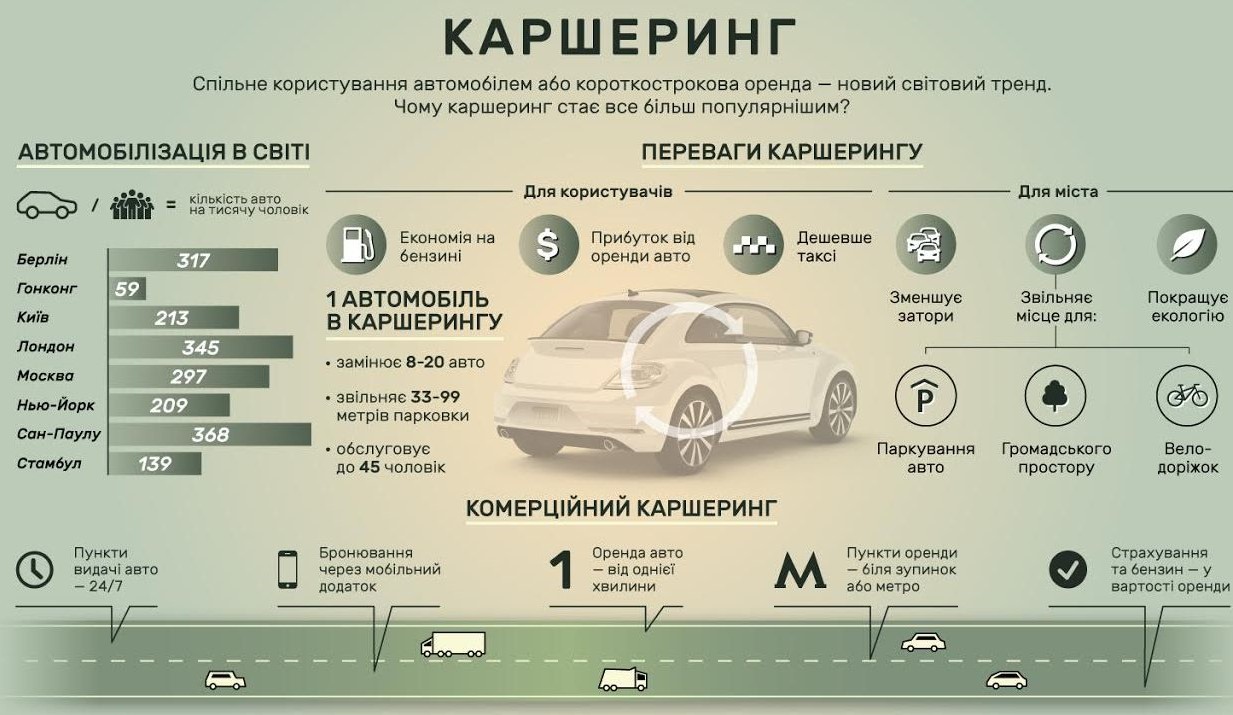 КАРШЕРИНГ
Спільне користування автомобілем або короткострокова оренда — новий світовий тренд.
Чому каршеринг стає все більш популярнішим?
АВТОМОБІЛІЗАЦІЯ В СВІТІ
/ = кількість авто
на тисячу чоловік
Берлін 317
Гонконг 59
Київ 213
Лондон 345
Москва 297
Нью-Йорк 209
Сан-Паулу 368
Стамбул 139
ПЕРЕВАГИ КАРШЕРИНГУ
Для користувачів
Економія на
бензині
$
Прибуток від
оренди авто
Дешевше
таксі
1 АВТОМОБІЛЬ
В КАРШЕРИНГУ
• замінює 8-20 авто
• звільняє 33-99
метрів парковки
• обслуговує
до 45 чоловік
Для міста
Зменшує
затори
Звільняє
місце для:
Покращує
екологію
P
Паркування
авто
Громадського
простору
Вело-
доріжок
КОМЕРЦІЙНИЙ КАРШЕРИНГ
Пункти
видачі авто
— 24/7
Бронювання
через мобільний
додаток
1
Оренда авто
— від однієї
хвилини
М
Пункти оренди
— біля зупинок
або метро
Страхування
та бензин — у
вартості оренди